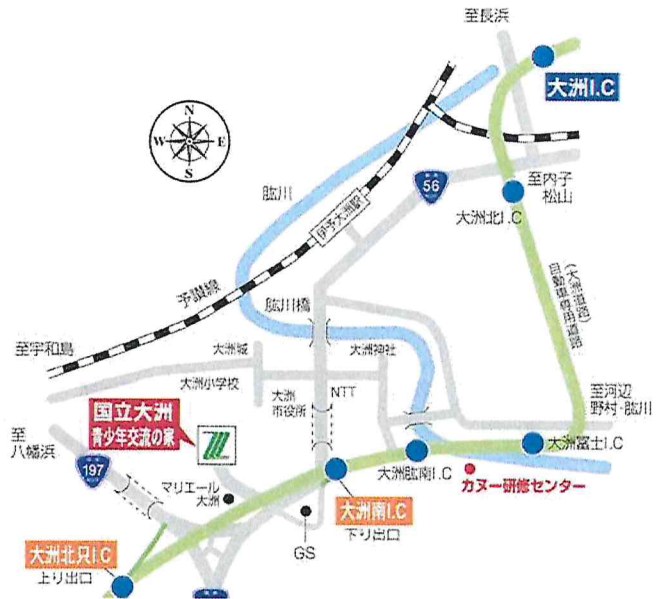 至長浜
大洲I.C
N
W
E
S
56
至内子
松山
大洲北I.C
肱川
伊予大洲駅
予讃線
(大洲道路)
自動車専用道路
肱川橋
至宇和島
大洲城
大洲神社
大洲小学校
大洲
市役所
NTT
至河辺
野村・肱川
国立大洲
青少年交流の家
至
八幡浜
197
マリエール
大洲
大洲富士I.C
大洲肱南I.C
カヌー研修センター
大洲南I.C
下り出口
GS
大洲北只I.C
上り出口